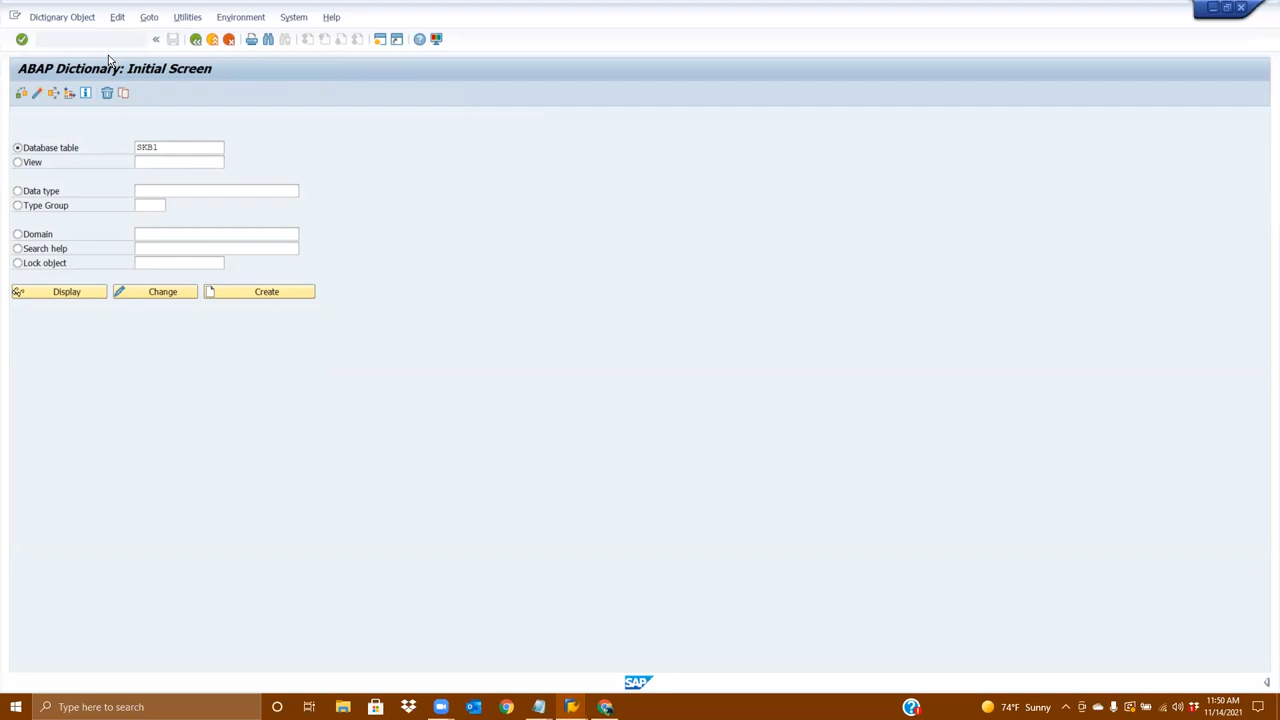 Dictionary Object Edit Goto Utilities Environment System Help
ABAP Dictionary: Initial Screen
Database table SKB1
View
Data type
Type Group
Domain
Search help
Lock object
Display Change Create
SAP
Type here to search
74°F Sunny
11:50 AM
11/14/2021